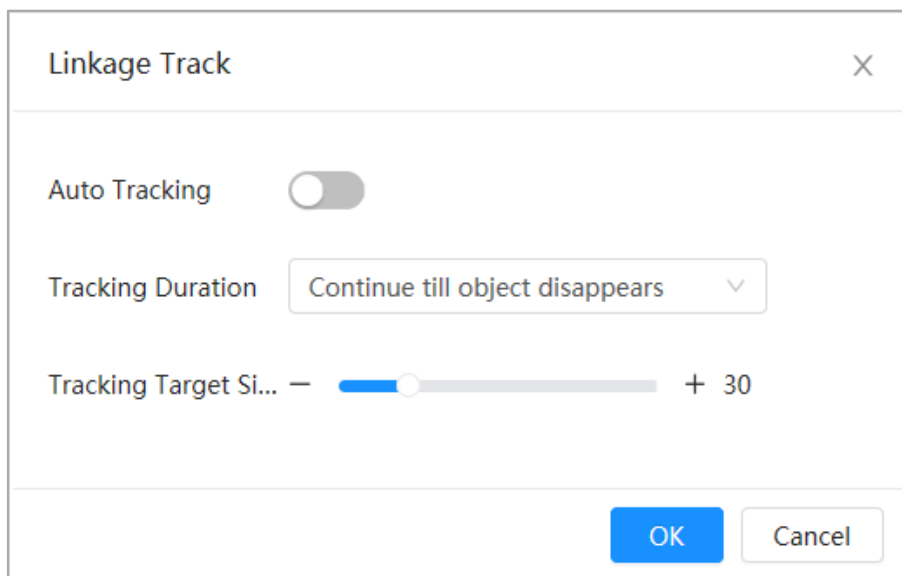 Linkage Track
Auto Tracking
Tracking Duration Continue till object disappears
Tracking Target Si... − + 30
OK Cancel